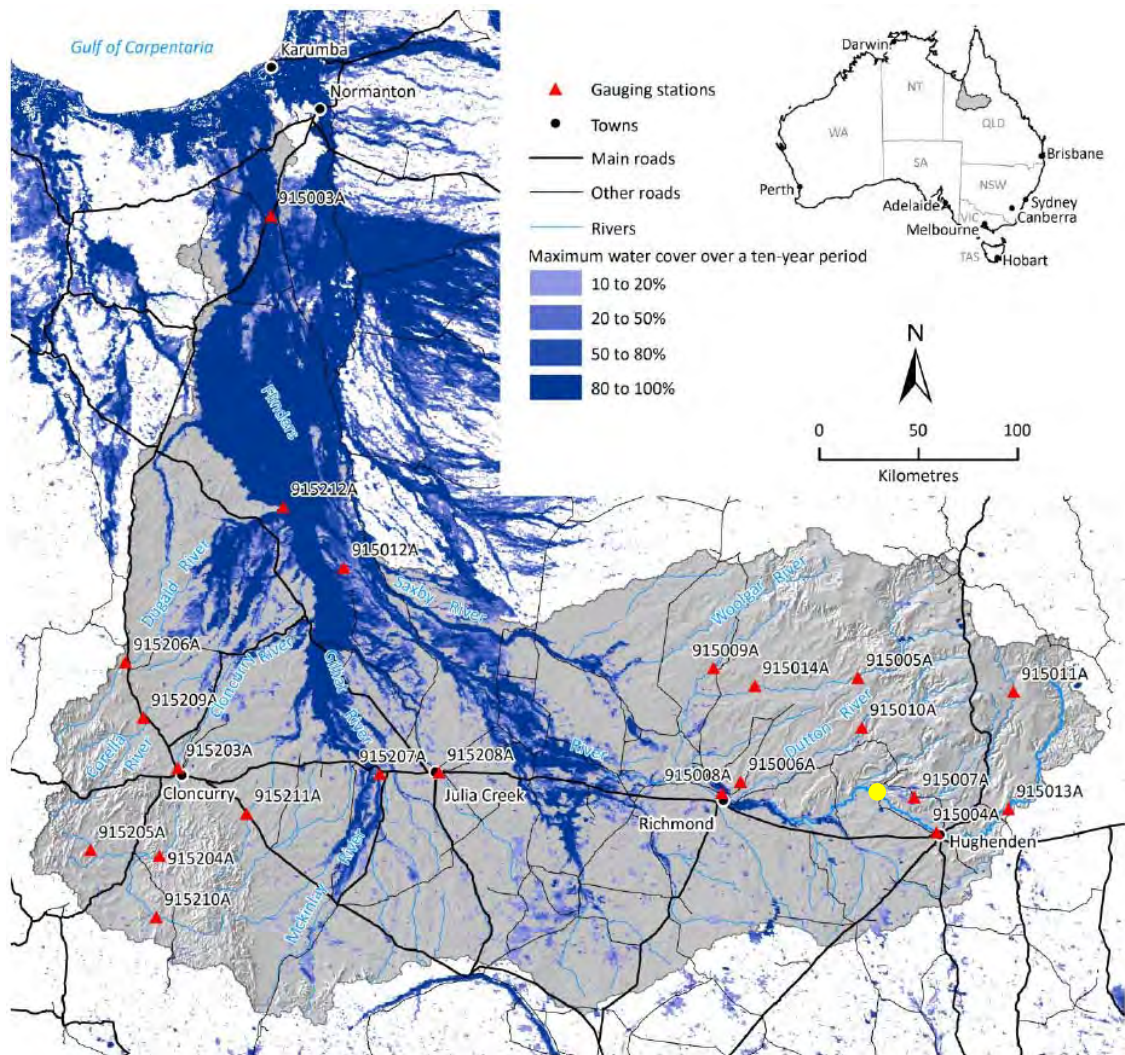 Gulf of Carpentaria
Karumba
Normanton
915003A
Gauging stations
Towns
Main roads
Other roads
Rivers
Maximum water cover over a ten-year period
10 to 20%
20 to 50%
50 to 80%
80 to 100%
Darwin
NT
QLD
WA
Brisbane
SA
NSW
Perth
Sydney
Adelaide
Canberra
VIC
Melbourne
TAS
Hobart
N
0 50 100
Kilometres
Flinders
915212A
915012A
Dugald River
Saxby River
Woolgar River
915206A
915009A
915014A
915005A
915011A
915209A
Cloncurry River
Gilliat River
Dutton River
915010A
Corella River
915203A
915207A
915208A
River
915008A
915006A
915007A
915013A
Cloncurry
Julia Creek
915211A
Richmond
915004A
Hughenden
915205A
915204A
Mckinlay River
915210A